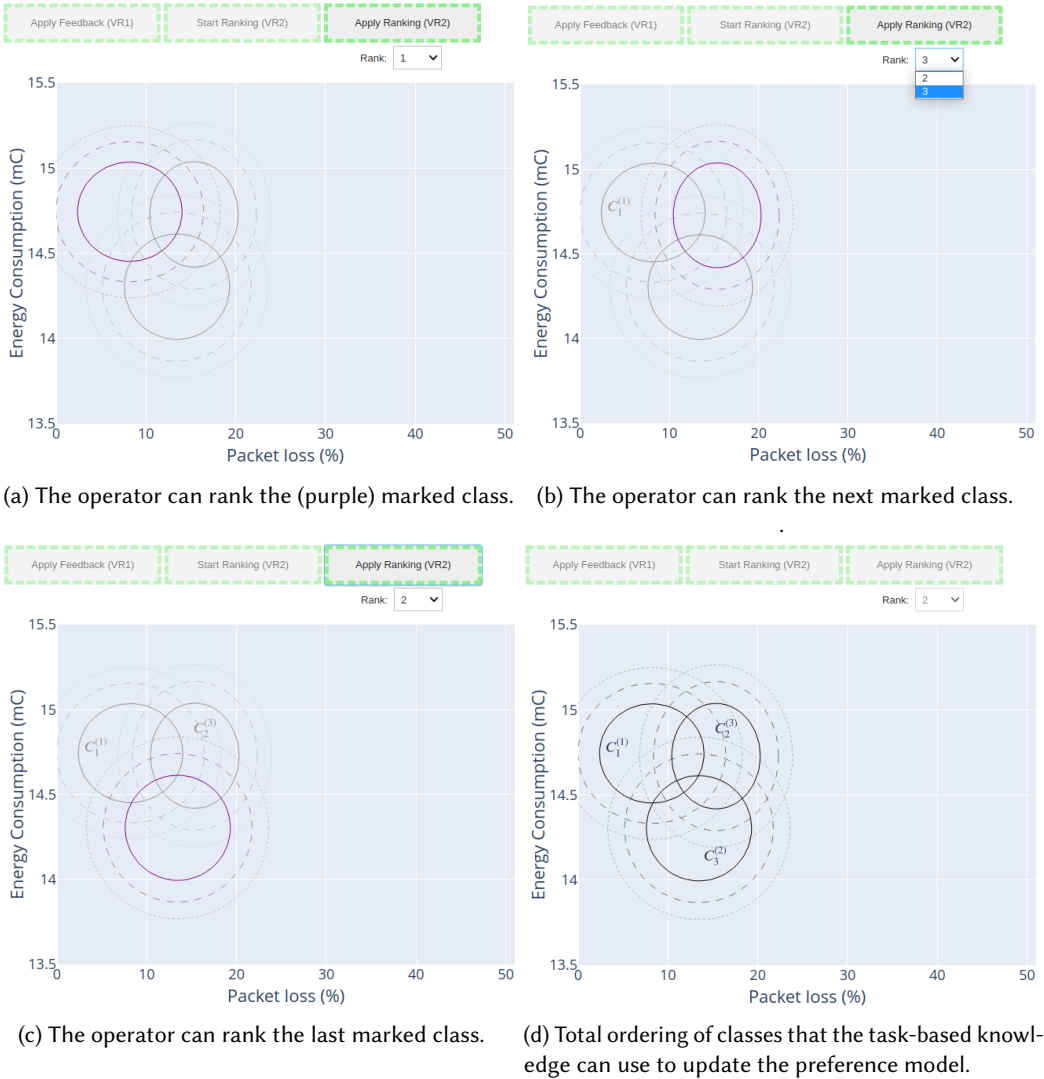 Apply Feedback (VR1) Start Ranking (VR2) Apply Ranking (VR2)
Rank: 1
15.5
15
14.5
14
13.5
Energy Consumption (mC)
0 10 20 30 40 50
Packet loss (%)
(a) The operator can rank the (purple) marked class.
Apply Feedback (VR1) Start Ranking (VR2) Apply Ranking (VR2)
Rank: 3
2
3
15.5
15
14.5
14
13.5
Energy Consumption (mC)
C₁⁽¹⁾
0 10 20 30 40 50
Packet loss (%)
(b) The operator can rank the next marked class.
.
Apply Feedback (VR1) Start Ranking (VR2) Apply Ranking (VR2)
Rank: 2
15.5
15
14.5
14
13.5
Energy Consumption (mC)
C₁⁽¹⁾
C₂⁽³⁾
0 10 20 30 40 50
Packet loss (%)
(c) The operator can rank the last marked class.
Apply Feedback (VR1) Start Ranking (VR2) Apply Ranking (VR2)
Rank: 2
15.5
15
14.5
14
13.5
Energy Consumption (mC)
C₁⁽¹⁾
C₂⁽³⁾
C₃⁽²⁾
0 10 20 30 40 50
Packet loss (%)
(d) Total ordering of classes that the task-based knowl-
edge can use to update the preference model.